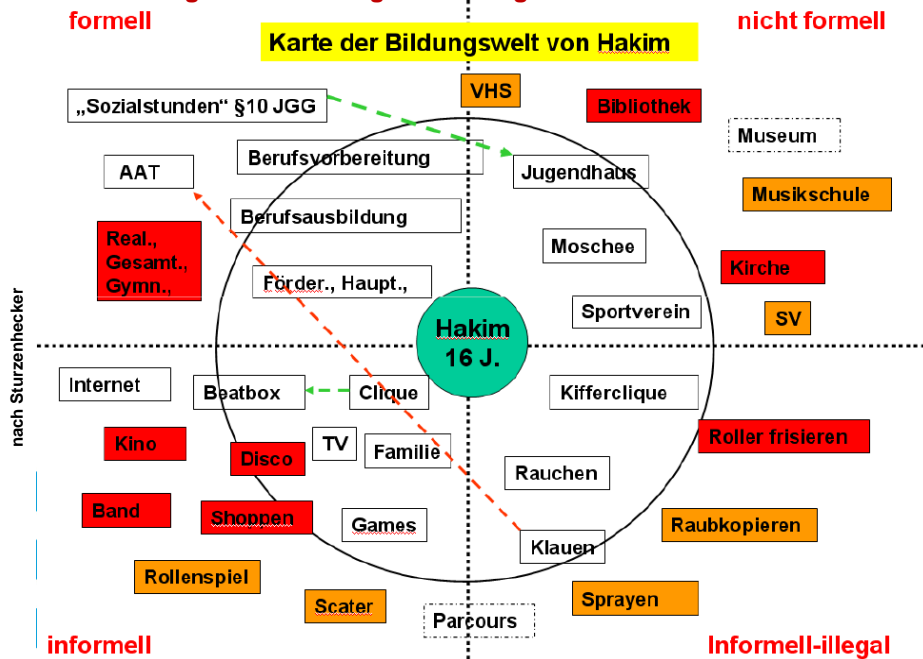 formell
nicht formell
Karte der Bildungswelt von Hakim
VHS
„Sozialstunden“ §10 JGG
Bibliothek
Museum
Berufsvorbereitung
AAT
Jugendhaus
Musikschule
Berufsausbildung
Real.,
Gesamt.,
Gymn.,
Moschee
Kirche
Förder., Haupt.,
Sportverein
SV
Hakim
16 J.
nach Sturzenhecker
Internet
Beatbox
Clique
Kifferclique
Kino
Disco
TV
Familie
Roller frisieren
Rauchen
Band
Shoppen
Games
Klauen
Raubkopieren
Rollenspiel
Scater
Parcours
Sprayen
informell
Informell-illegal